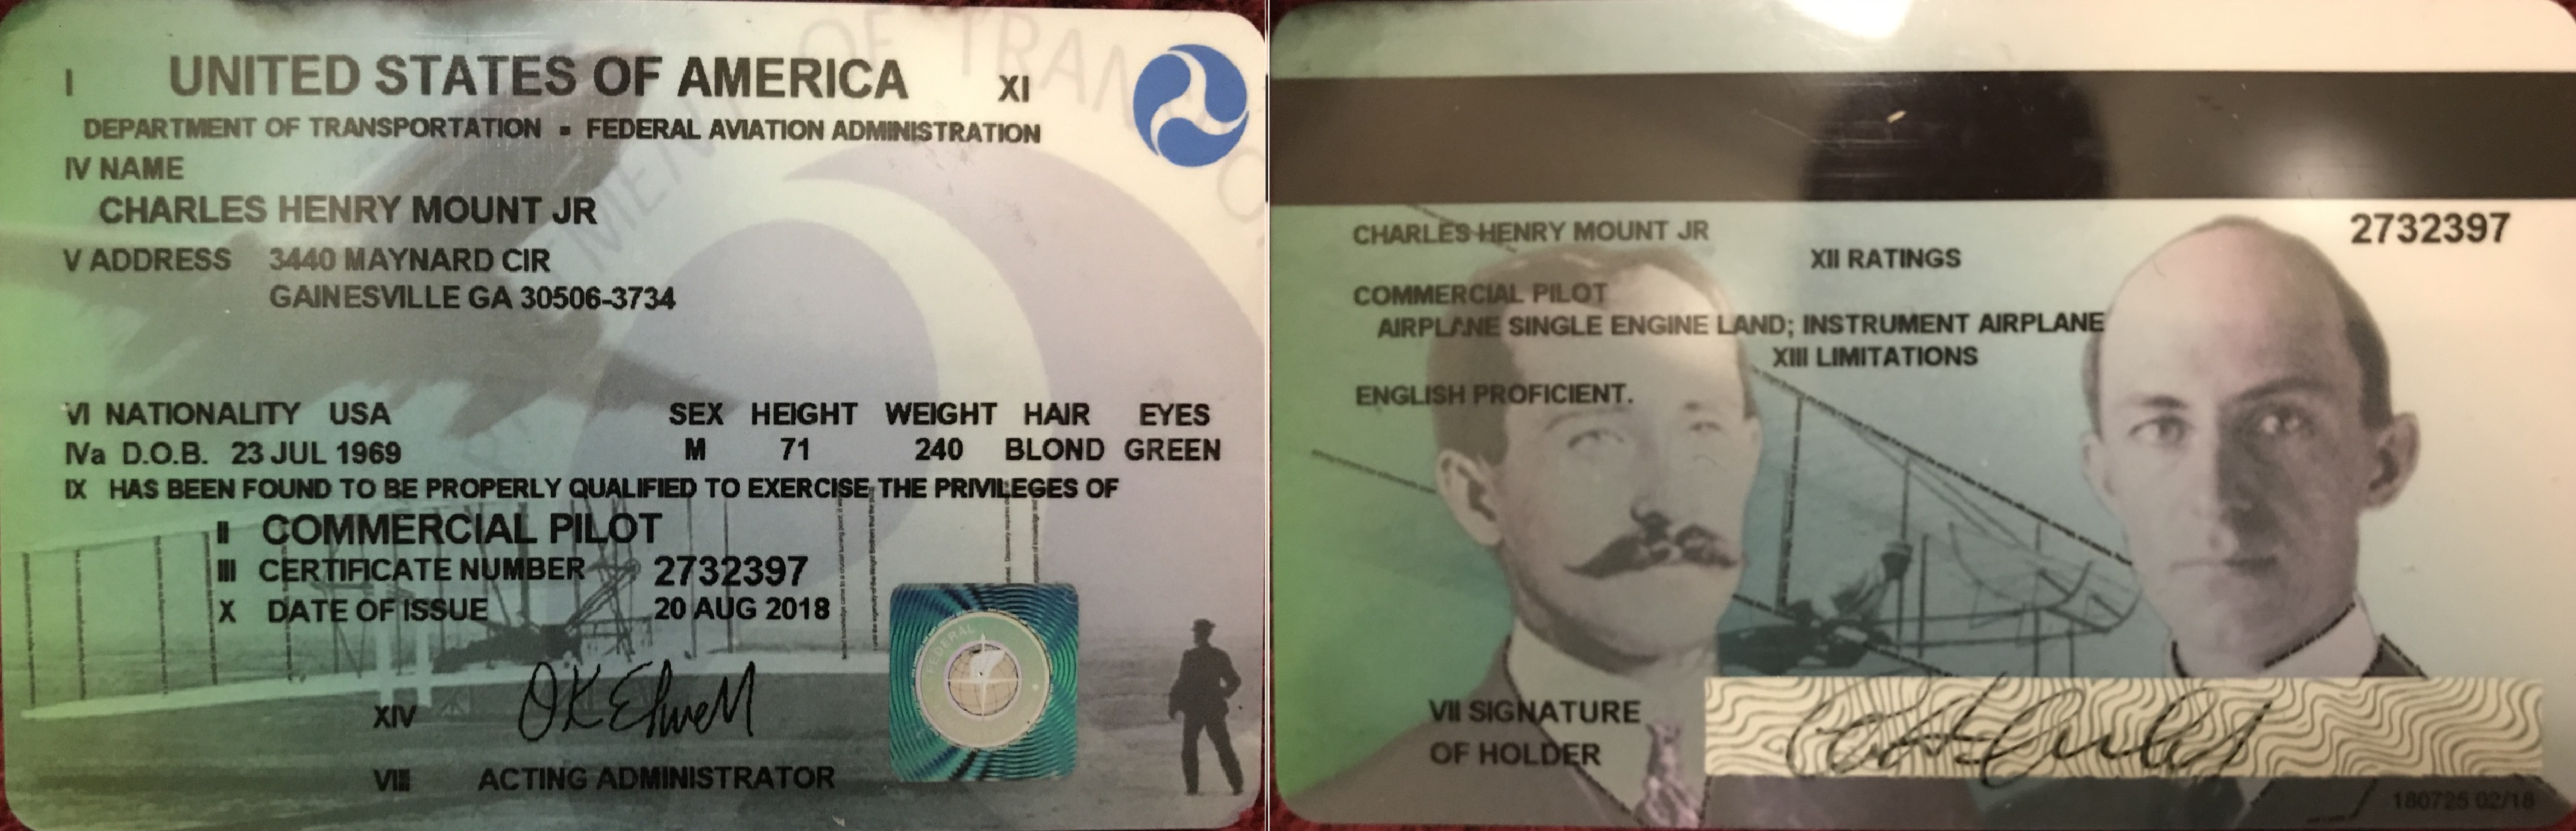 I UNITED STATES OF AMERICA XI
DEPARTMENT OF TRANSPORTATION ▪ FEDERAL AVIATION ADMINISTRATION
IV NAME
CHARLES HENRY MOUNT JR
V ADDRESS 3440 MAYNARD CIR
GAINESVILLE GA 30506-3734
VI NATIONALITY USA SEX HEIGHT WEIGHT HAIR EYES
IVa D.O.B. 23 JUL 1969 M 71 240 BLOND GREEN
IX HAS BEEN FOUND TO BE PROPERLY QUALIFIED TO EXERCISE THE PRIVILEGES OF
II COMMERCIAL PILOT
III CERTIFICATE NUMBER 2732397
X DATE OF ISSUE 20 AUG 2018
FEDERAL
XIV
VIII ACTING ADMINISTRATOR
CHARLES HENRY MOUNT JR 2732397
XII RATINGS
COMMERCIAL PILOT
AIRPLANE SINGLE ENGINE LAND; INSTRUMENT AIRPLANE
XIII LIMITATIONS
ENGLISH PROFICIENT.
VII SIGNATURE
OF HOLDER
180725 02/18